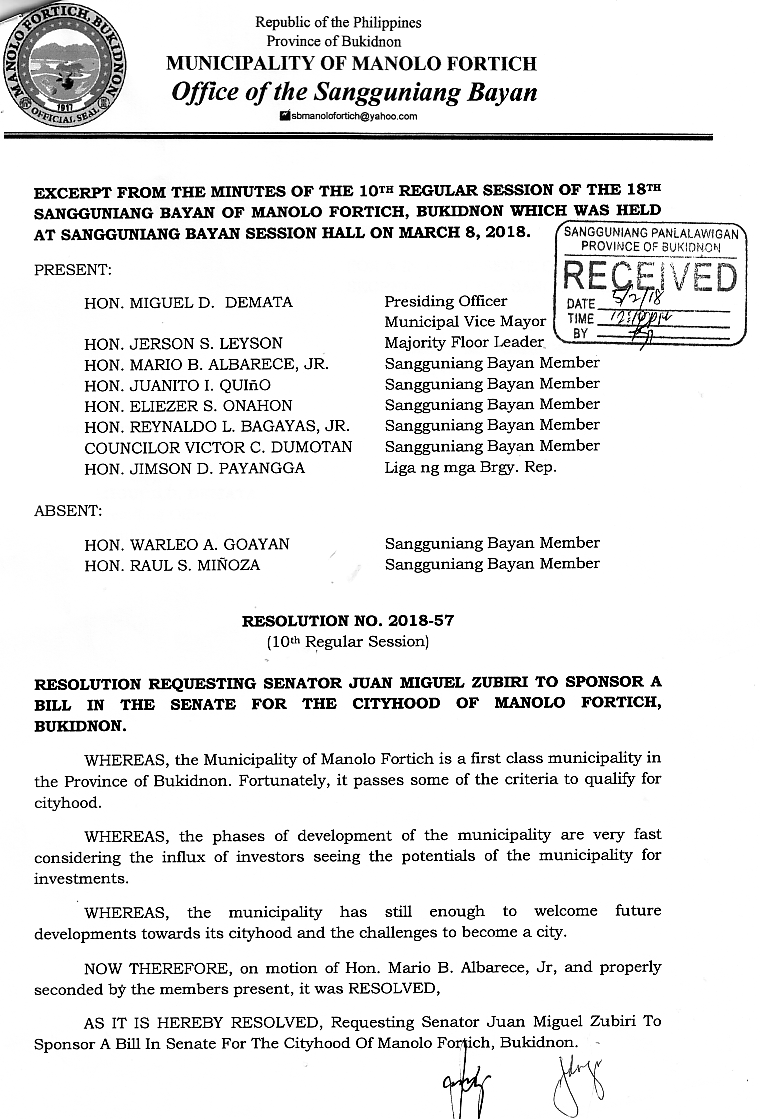 MANOLO FORTICH, BUKIDNON
1917
OFFICIAL SEAL
Republic of the Philippines
Province of Bukidnon
MUNICIPALITY OF MANOLO FORTICH
Office of the Sangguniang Bayan
sbmanolofortich@yahoo.com
EXCERPT FROM THE MINUTES OF THE 10TH REGULAR SESSION OF THE 18TH
SANGGUNIANG BAYAN OF MANOLO FORTICH, BUKIDNON WHICH WAS HELD
AT SANGGUNIANG BAYAN SESSION HALL ON MARCH 8, 2018.
SANGGUNIANG PANLALAWIGAN
PROVINCE OF BUKIDNON
RECEIVED
DATE 5/2/18
TIME
BY
PRESENT:
HON. MIGUEL D. DEMATA Presiding Officer
Municipal Vice Mayor
HON. JERSON S. LEYSON Majority Floor Leader
HON. MARIO B. ALBARECE, JR. Sangguniang Bayan Member
HON. JUANITO I. QUIñO Sangguniang Bayan Member
HON. ELIEZER S. ONAHON Sangguniang Bayan Member
HON. REYNALDO L. BAGAYAS, JR. Sangguniang Bayan Member
COUNCILOR VICTOR C. DUMOTAN Sangguniang Bayan Member
HON. JIMSON D. PAYANGGA Liga ng mga Brgy. Rep.
ABSENT:
HON. WARLEO A. GOAYAN Sangguniang Bayan Member
HON. RAUL S. MIÑOZA Sangguniang Bayan Member
RESOLUTION NO. 2018-57
(10th Regular Session)
RESOLUTION REQUESTING SENATOR JUAN MIGUEL ZUBIRI TO SPONSOR A
BILL IN THE SENATE FOR THE CITYHOOD OF MANOLO FORTICH,
BUKIDNON.
WHEREAS, the Municipality of Manolo Fortich is a first class municipality in
the Province of Bukidnon. Fortunately, it passes some of the criteria to qualify for
cityhood.
WHEREAS, the phases of development of the municipality are very fast
considering the influx of investors seeing the potentials of the municipality for
investments.
WHEREAS, the municipality has still enough to welcome future
developments towards its cityhood and the challenges to become a city.
NOW THEREFORE, on motion of Hon. Mario B. Albarece, Jr, and properly
seconded by the members present, it was RESOLVED,
AS IT IS HEREBY RESOLVED, Requesting Senator Juan Miguel Zubiri To
Sponsor A Bill In Senate For The Cityhood Of Manolo Fortich, Bukidnon.